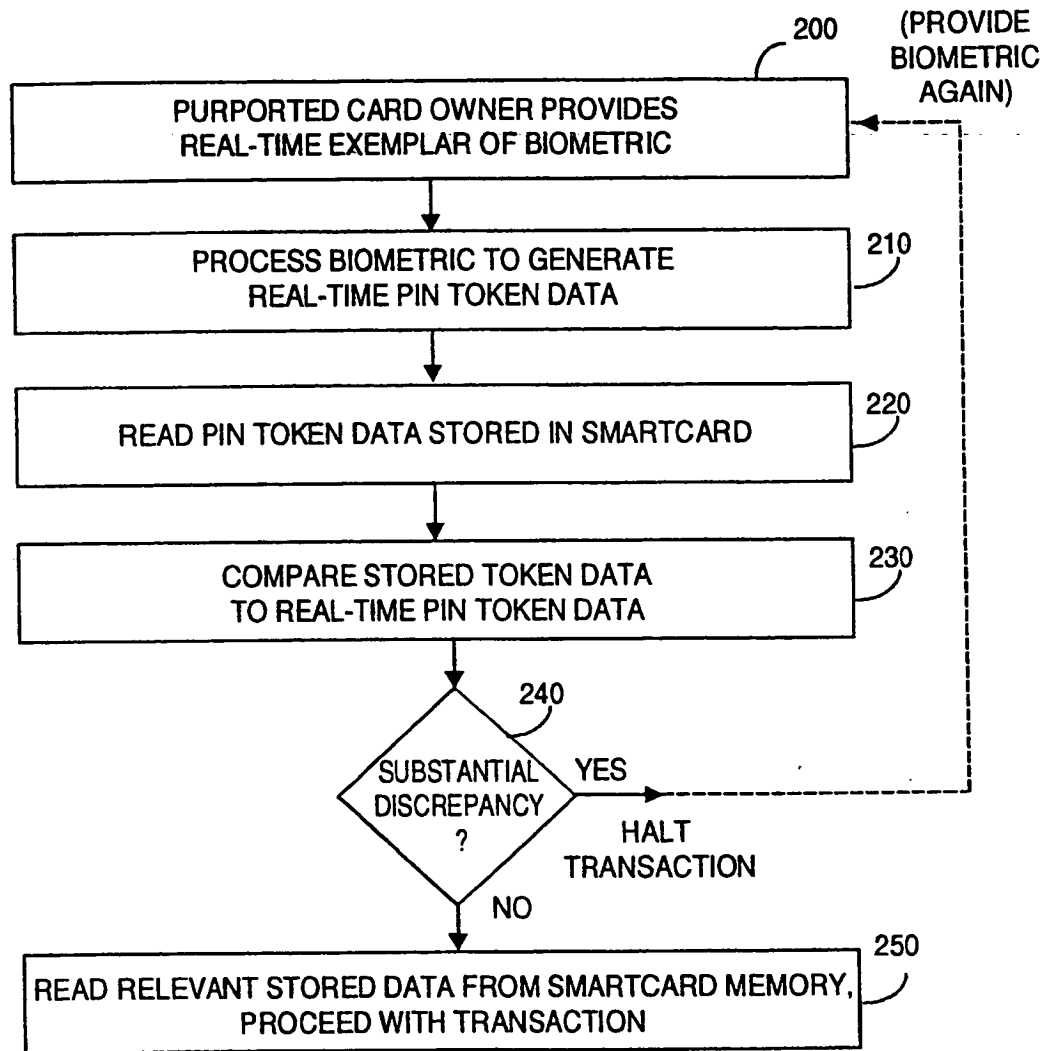 200
(PROVIDE
BIOMETRIC
AGAIN)
PURPORTED CARD OWNER PROVIDES
REAL-TIME EXEMPLAR OF BIOMETRIC
210
PROCESS BIOMETRIC TO GENERATE
REAL-TIME PIN TOKEN DATA
220
READ PIN TOKEN DATA STORED IN SMARTCARD
230
COMPARE STORED TOKEN DATA
TO REAL-TIME PIN TOKEN DATA
240
SUBSTANTIAL
DISCREPANCY
?
YES
HALT
TRANSACTION
NO
250
READ RELEVANT STORED DATA FROM SMARTCARD MEMORY,
PROCEED WITH TRANSACTION